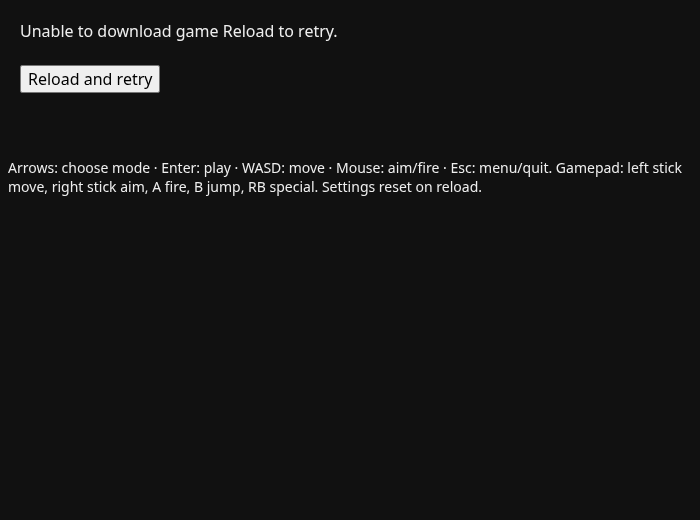 Unable to download game Reload to retry.
Reload and retry
Arrows: choose mode · Enter: play · WASD: move · Mouse: aim/fire · Esc: menu/quit. Gamepad: left stick
move, right stick aim, A fire, B jump, RB special. Settings reset on reload.